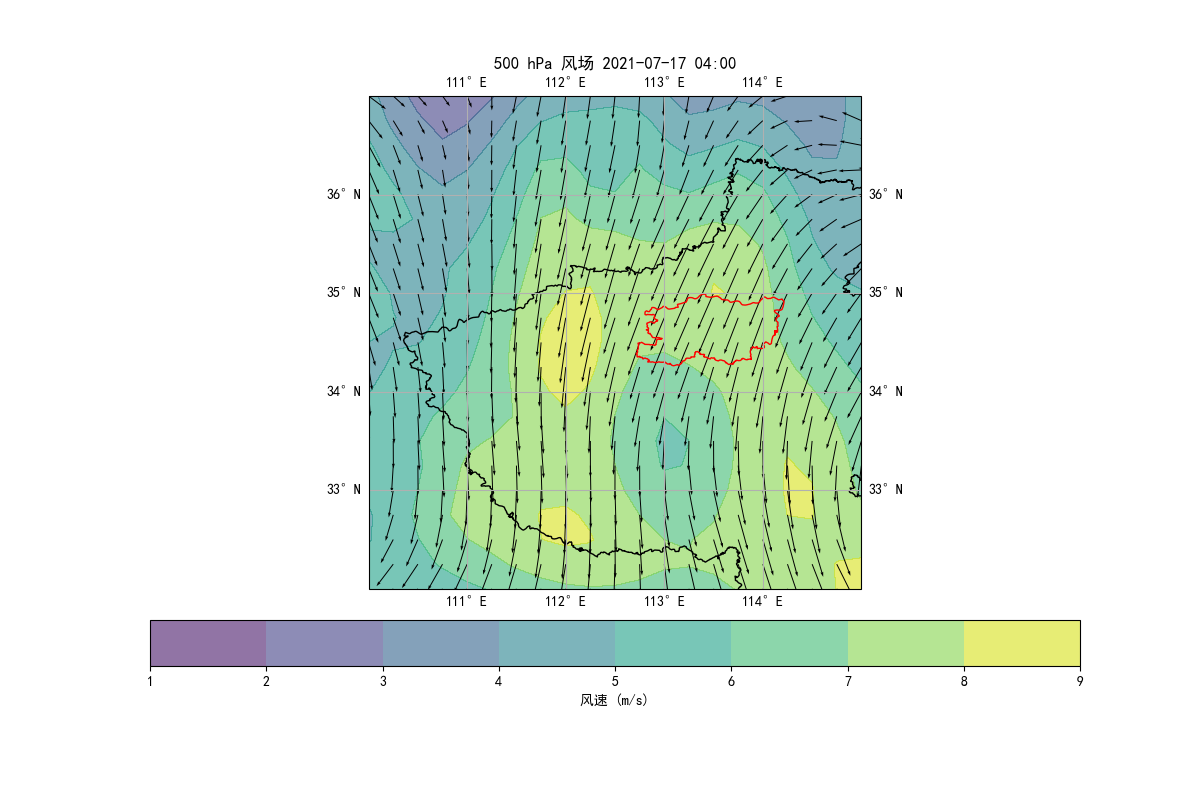 500 hPa 风场 2021-07-17 04:00
111° E 112° E 113° E 114° E
36° N 36° N
35° N 35° N
34° N 34° N
33° N 33° N
111° E 112° E 113° E 114° E
1 2 3 4 5 6 7 8 9
风速 (m/s)